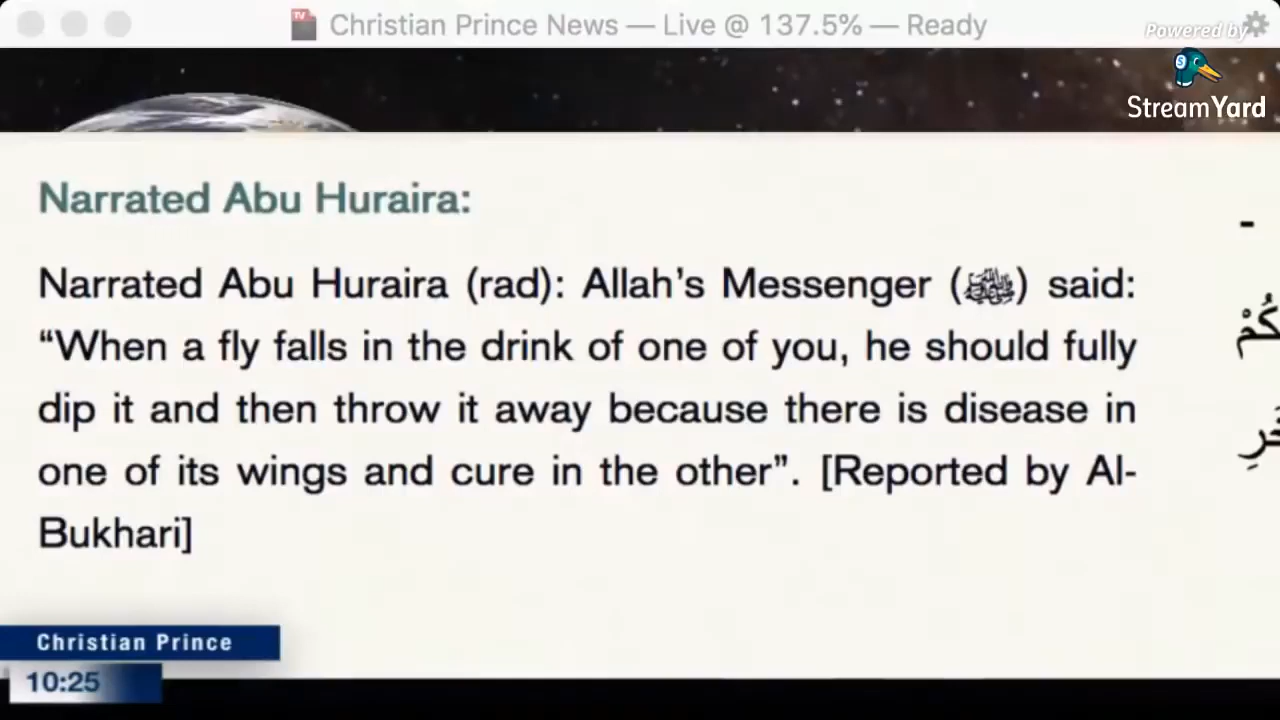 Christian Prince News — Live @ 137.5% — Ready
Powered by
StreamYard
Narrated Abu Huraira:
Narrated Abu Huraira (rad): Allah’s Messenger (ﷺ) said:
“When a fly falls in the drink of one of you, he should fully
dip it and then throw it away because there is disease in
one of its wings and cure in the other”. [Reported by Al-
Bukhari]
-
كُمْ
Christian Prince
10:25